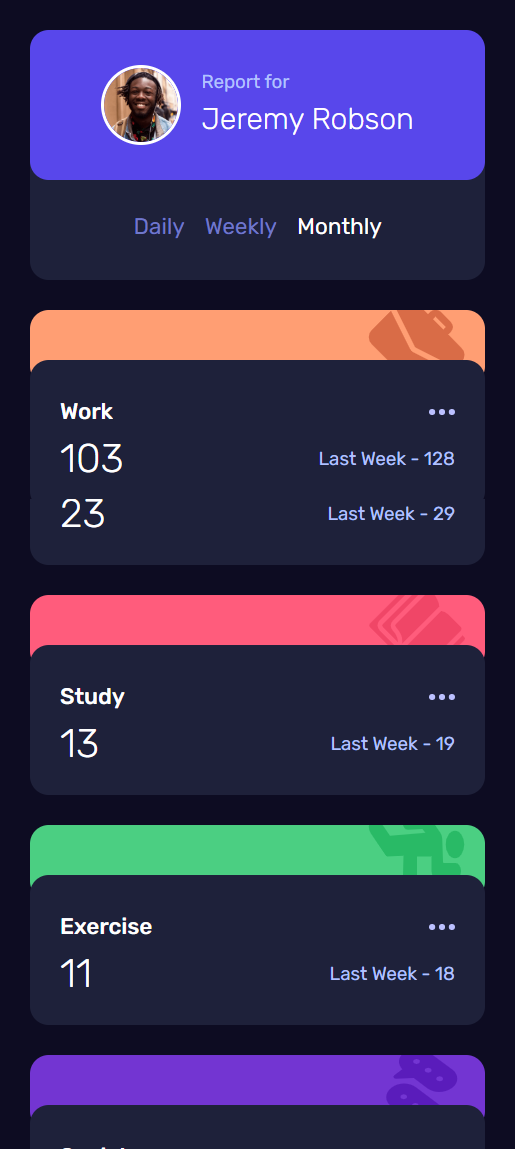 Report for
Jeremy Robson
Daily Weekly Monthly
Work
103 Last Week - 128
23 Last Week - 29
Study
13 Last Week - 19
Exercise
11 Last Week - 18